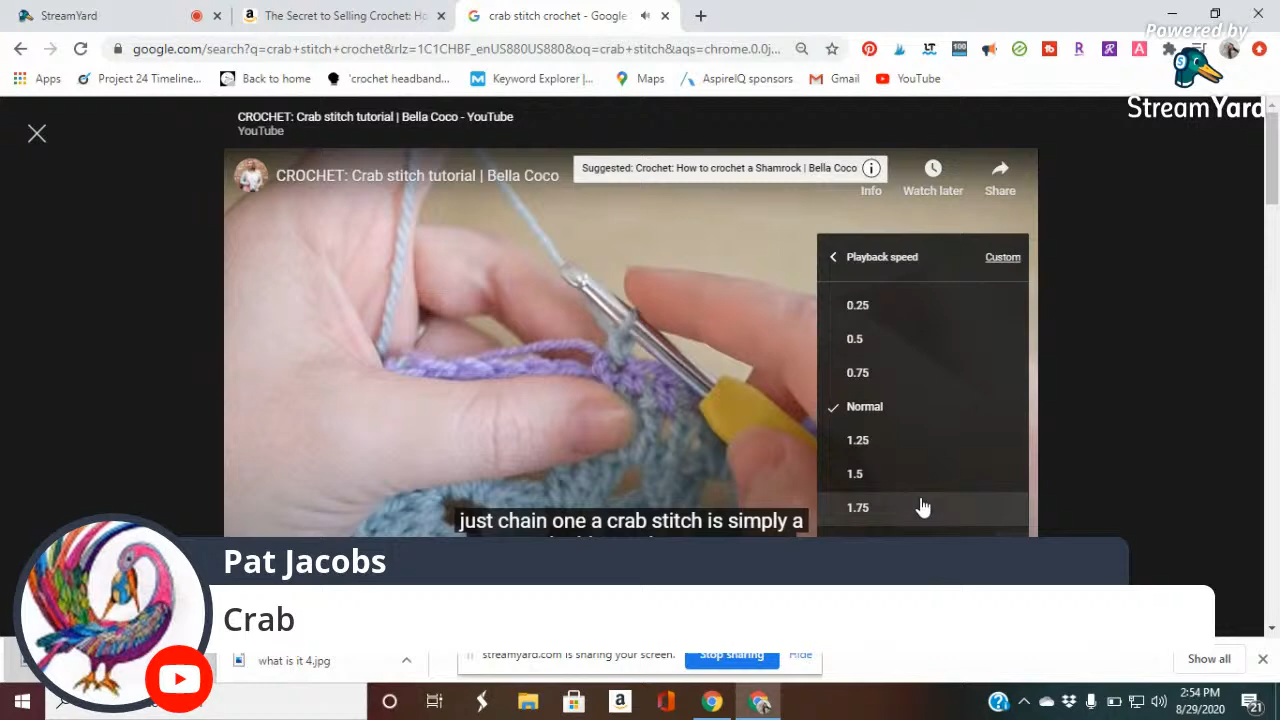 StreamYard
The Secret to Selling Crochet: Ho
crab stitch crochet - Google
Powered by
StreamYard
google.com/search?q=crab+stitch+crochet&rlz=1C1CHBF_enUS880US880&oq=crab+stitch&aqs=chrome.0.0j...
Apps
Project 24 Timeline...
Back to home
'crochet headband...
Keyword Explorer |...
Maps
AspireIQ sponsors
Gmail
YouTube
CROCHET: Crab stitch tutorial | Bella Coco - YouTube
YouTube
CROCHET: Crab stitch tutorial | Bella Coco
Suggested: Crochet: How to crochet a Shamrock | Bella Coco
Info
Watch later
Share
Playback speed
Custom
0.25
0.5
0.75
Normal
1.25
1.5
1.75
just chain one a crab stitch is simply a
Pat Jacobs
Crab
what is it 4.jpg
streamyard.com is sharing your screen.
Stop sharing
Hide
Show all
2:54 PM
8/29/2020
21